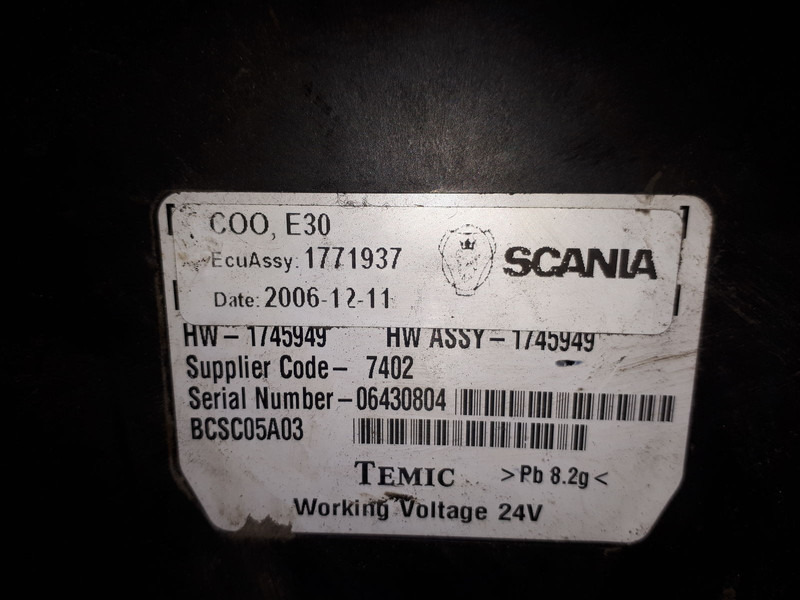 COO, E30
EcuAssy: 1771937
SCANIA
Date: 2006-12-11
HW - 1745949 HW ASSY - 1745949
Supplier Code - 7402
Serial Number - 06430804
BCSC05A03
TEMIC >Pb 8.2g<
Working Voltage 24V